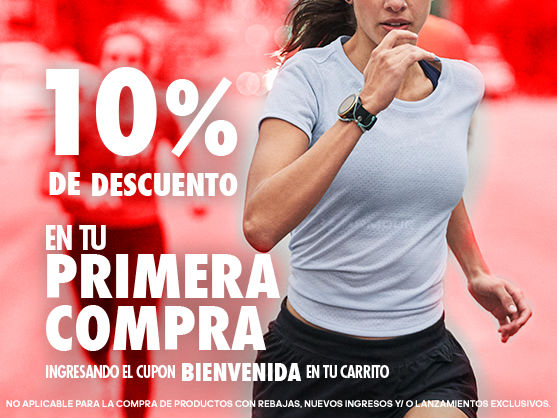 10%
DE DESCUENTO
EN TU
PRIMERA
COMPRA
INGRESANDO EL CUPON BIENVENIDA EN TU CARRITO
NO APLICABLE PARA LA COMPRA DE PRODUCTOS CON REBAJAS, NUEVOS INGRESOS Y/ O LANZAMIENTOS EXCLUSIVOS.